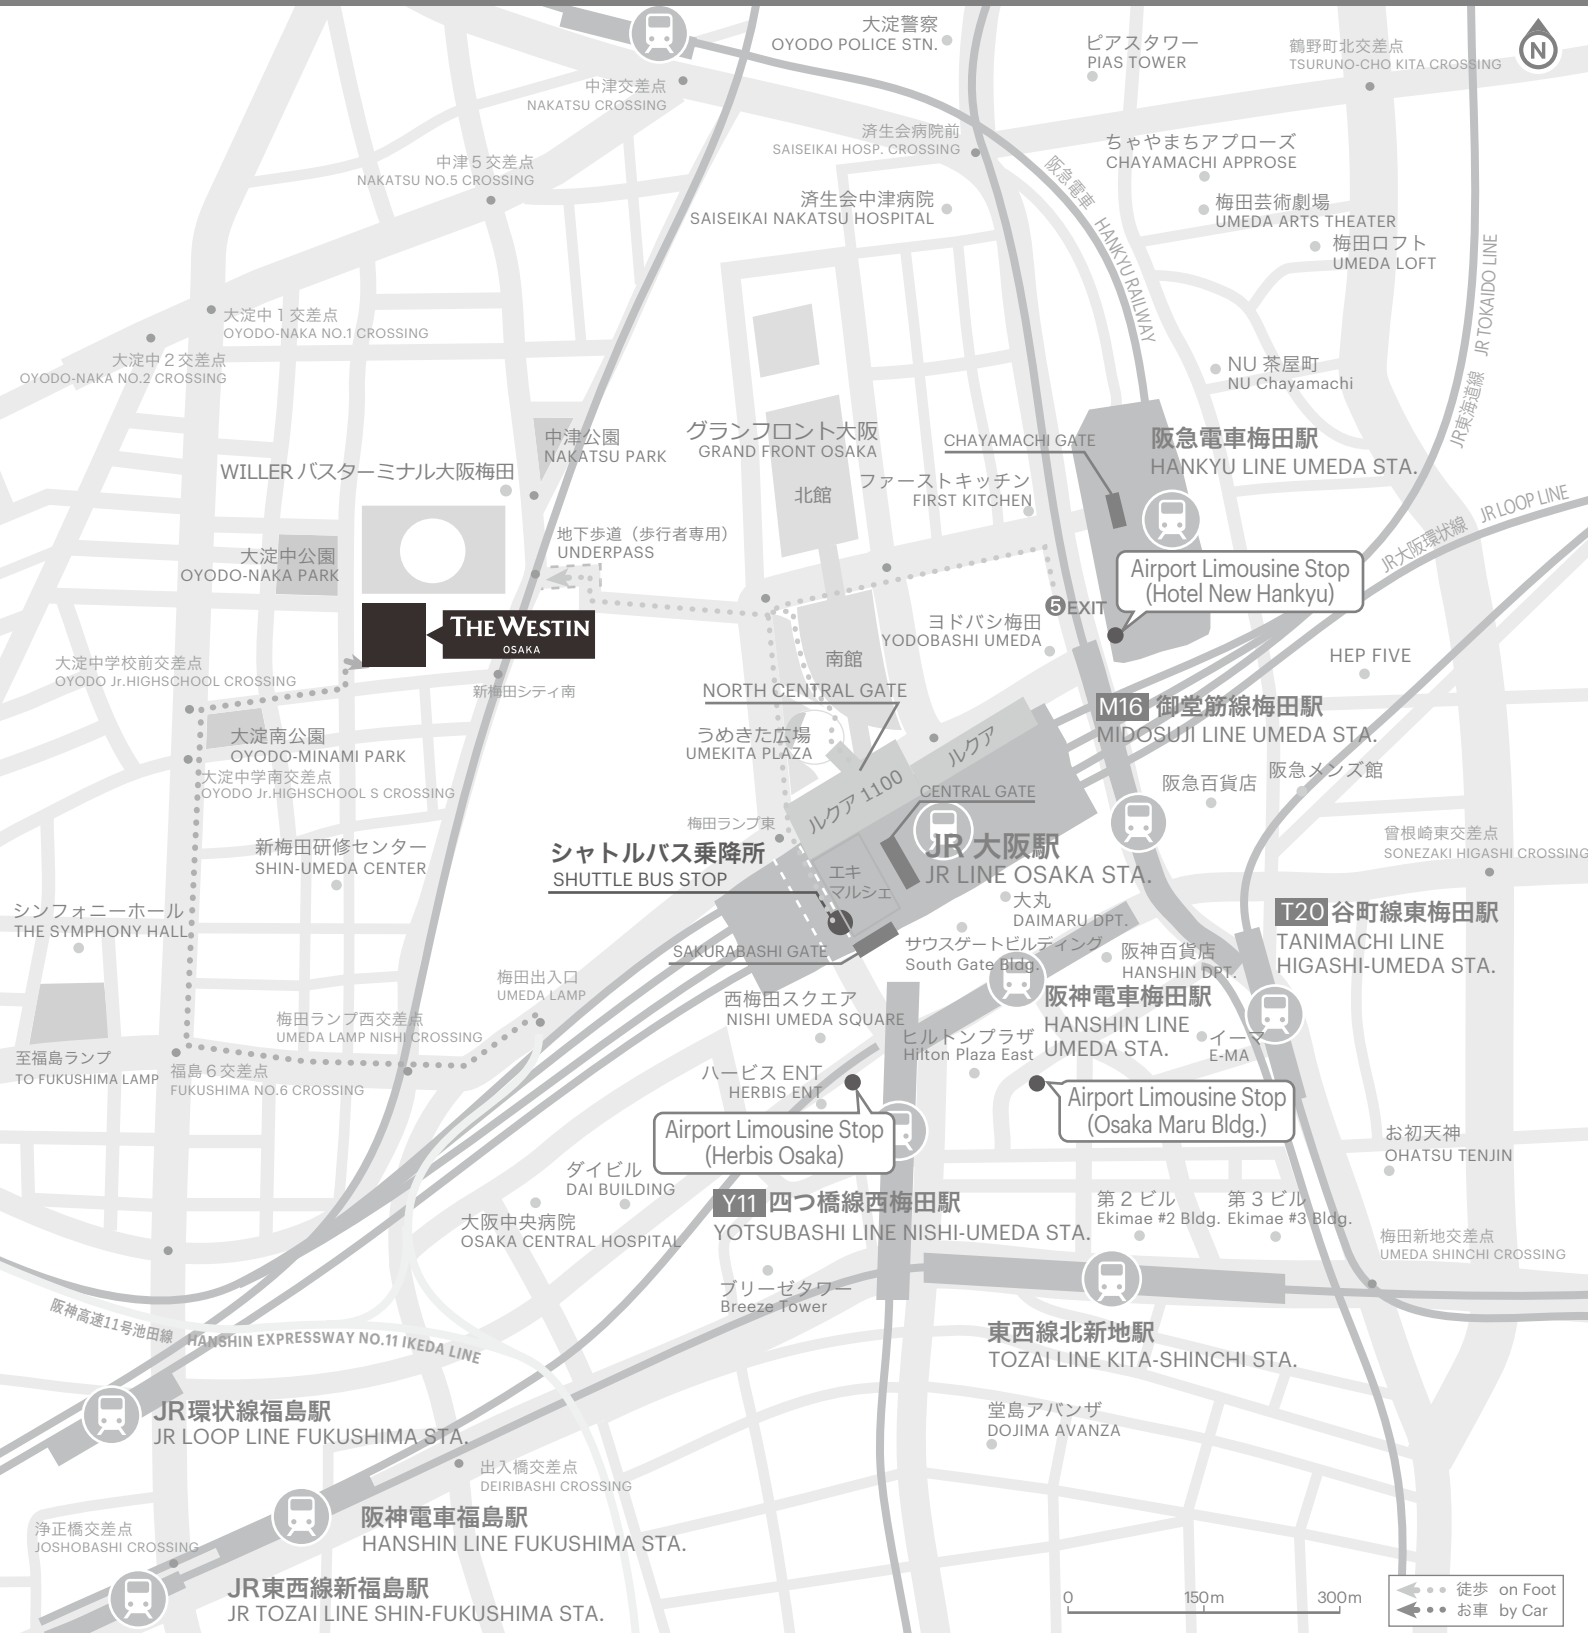 大淀警察
OYODO POLICE STN.
ピアスタワー
PIAS TOWER
鶴野町北交差点
TSURUNO-CHO KITA CROSSING
N
中津交差点
NAKATSU CROSSING
済生会病院前
SAISEIKAI HOSP. CROSSING
ちゃやまちアプローズ
CHAYAMACHI APPROSE
中津5交差点
NAKATSU NO.5 CROSSING
阪急電車 HANKYU RAILWAY
済生会中津病院
SAISEIKAI NAKATSU HOSPITAL
梅田芸術劇場
UMEDA ARTS THEATER
梅田ロフト
UMEDA LOFT
JR東海道線 JR TOKAIDO LINE
大淀中1交差点
OYODO-NAKA NO.1 CROSSING
大淀中2交差点
OYODO-NAKA NO.2 CROSSING
NU 茶屋町
NU Chayamachi
中津公園
NAKATSU PARK
グランフロント大阪
GRAND FRONT OSAKA
CHAYAMACHI GATE
阪急電車梅田駅
HANKYU LINE UMEDA STA.
WILLER バスターミナル大阪梅田
北館
ファーストキッチン
FIRST KITCHEN
JR大阪環状線 JR LOOP LINE
地下歩道（歩行者専用）
UNDERPASS
大淀中公園
OYODO-NAKA PARK
Airport Limousine Stop
(Hotel New Hankyu)
5 EXIT
THE WESTIN
OSAKA
ヨドバシ梅田
YODOBASHI UMEDA
南館
HEP FIVE
大淀中学校前交差点
OYODO Jr.HIGHSCHOOL CROSSING
新梅田シティ南
NORTH CENTRAL GATE
M16 御堂筋線梅田駅
MIDOSUJI LINE UMEDA STA.
大淀南公園
OYODO-MINAMI PARK
うめきた広場
UMEKITA PLAZA
ルクア
大淀中学南交差点
OYODO Jr.HIGHSCHOOL S CROSSING
ルクア 1100
CENTRAL GATE
阪急百貨店
阪急メンズ館
梅田ランプ東
新梅田研修センター
SHIN-UMEDA CENTER
シャトルバス乗降所
SHUTTLE BUS STOP
エキ
マルシェ
JR 大阪駅
JR LINE OSAKA STA.
曾根崎東交差点
SONEZAKI HIGASHI CROSSING
シンフォニーホール
THE SYMPHONY HALL
大丸
DAIMARU DPT.
T20 谷町線東梅田駅
TANIMACHI LINE
HIGASHI-UMEDA STA.
SAKURABASHI GATE
サウスゲートビルディング
South Gate Bldg.
阪神百貨店
HANSHIN DPT.
梅田出入口
UMEDA LAMP
西梅田スクエア
NISHI UMEDA SQUARE
阪神電車梅田駅
HANSHIN LINE
UMEDA STA.
梅田ランプ西交差点
UMEDA LAMP NISHI CROSSING
ヒルトンプラザ
Hilton Plaza East
イーマ
E-MA
至福島ランプ
TO FUKUSHIMA LAMP
福島6交差点
FUKUSHIMA NO.6 CROSSING
ハービス ENT
HERBIS ENT
Airport Limousine Stop
(Osaka Maru Bldg.)
Airport Limousine Stop
(Herbis Osaka)
お初天神
OHATSU TENJIN
ダイビル
DAI BUILDING
Y11 四つ橋線西梅田駅
YOTSUBASHI LINE NISHI-UMEDA STA.
第2ビル
Ekimae #2 Bldg.
第3ビル
Ekimae #3 Bldg.
大阪中央病院
OSAKA CENTRAL HOSPITAL
梅田新地交差点
UMEDA SHINCHI CROSSING
ブリーゼタワー
Breeze Tower
阪神高速11号池田線 HANSHIN EXPRESSWAY NO.11 IKEDA LINE
東西線北新地駅
TOZAI LINE KITA-SHINCHI STA.
JR環状線福島駅
JR LOOP LINE FUKUSHIMA STA.
堂島アバンザ
DOJIMA AVANZA
出入橋交差点
DEIRIBASHI CROSSING
阪神電車福島駅
HANSHIN LINE FUKUSHIMA STA.
浄正橋交差点
JOSHOBASHI CROSSING
JR東西線新福島駅
JR TOZAI LINE SHIN-FUKUSHIMA STA.
0 150m 300m
徒歩 on Foot
お車 by Car